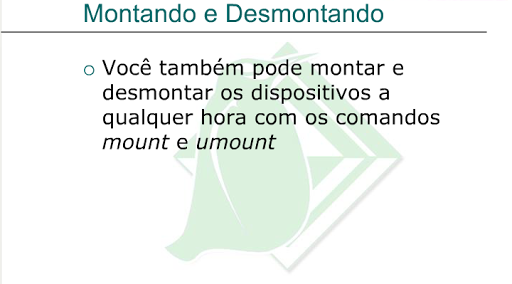 Montando e Desmontando
Você também pode montar e
desmontar os dispositivos a
qualquer hora com os comandos
mount e umount